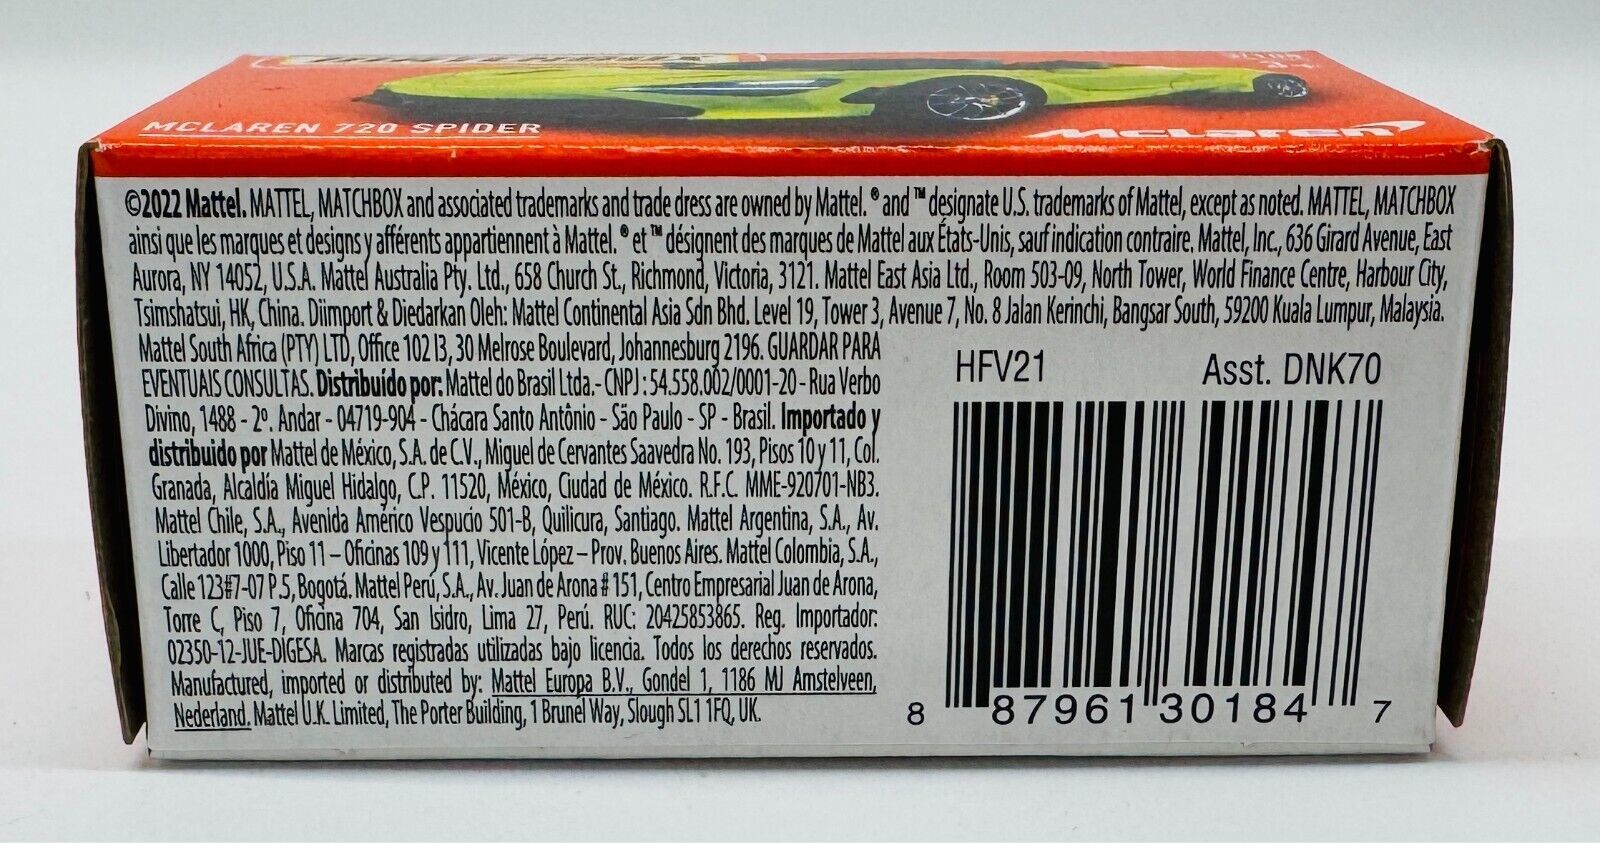 MCLAREN 720 SPIDER
McLaren
©2022 Mattel. MATTEL, MATCHBOX and associated trademarks and trade dress are owned by Mattel. ® and ™ designate U.S. trademarks of Mattel, except as noted. MATTEL, MATCHBOX
ainsi que les marques et designs y afférents appartiennent à Mattel. ® et ™ désignent des marques de Mattel aux États-Unis, sauf indication contraire. Mattel, Inc., 636 Girard Avenue, East
Aurora, NY 14052, U.S.A. Mattel Australia Pty. Ltd., 658 Church St., Richmond, Victoria, 3121. Mattel East Asia Ltd., Room 503-09, North Tower, World Finance Centre, Harbour City,
Tsimshatsui, HK, China. Diimport & Diedarkan Oleh: Mattel Continental Asia Sdn Bhd. Level 19, Tower 3, Avenue 7, No. 8 Jalan Kerinchi, Bangsar South, 59200 Kuala Lumpur, Malaysia.
Mattel South Africa (PTY) LTD, Office 102 I3, 30 Melrose Boulevard, Johannesburg 2196. GUARDAR PARA
EVENTUAIS CONSULTAS. Distribuído por: Mattel do Brasil Ltda.- CNPJ : 54.558.002/0001-20 - Rua Verbo
Divino, 1488 - 2º. Andar - 04719-904 - Chácara Santo Antônio - São Paulo - SP - Brasil. Importado y
distribuido por Mattel de México, S.A. de C.V., Miguel de Cervantes Saavedra No. 193, Pisos 10 y 11, Col.
Granada, Alcaldía Miguel Hidalgo, C.P. 11520, México, Ciudad de México. R.F.C. MME-920701-NB3.
Mattel Chile, S.A., Avenida Américo Vespucio 501-B, Quilicura, Santiago. Mattel Argentina, S.A., Av.
Libertador 1000, Piso 11 – Oficinas 109 y 111, Vicente López – Prov. Buenos Aires. Mattel Colombia, S.A.,
Calle 123#7-07 P.5, Bogotá. Mattel Perú, S.A., Av. Juan de Arona # 151, Centro Empresarial Juan de Arona,
Torre C, Piso 7, Oficina 704, San Isidro, Lima 27, Perú. RUC: 20425853865. Reg. Importador:
02350-12-JUE-DIGESA. Marcas registradas utilizadas bajo licencia. Todos los derechos reservados.
Manufactured, imported or distributed by: Mattel Europa B.V., Gondel 1, 1186 MJ Amstelveen,
Nederland. Mattel U.K. Limited, The Porter Building, 1 Brunel Way, Slough SL1 1FQ, UK.
HFV21 Asst. DNK70
8 87961 30184 7